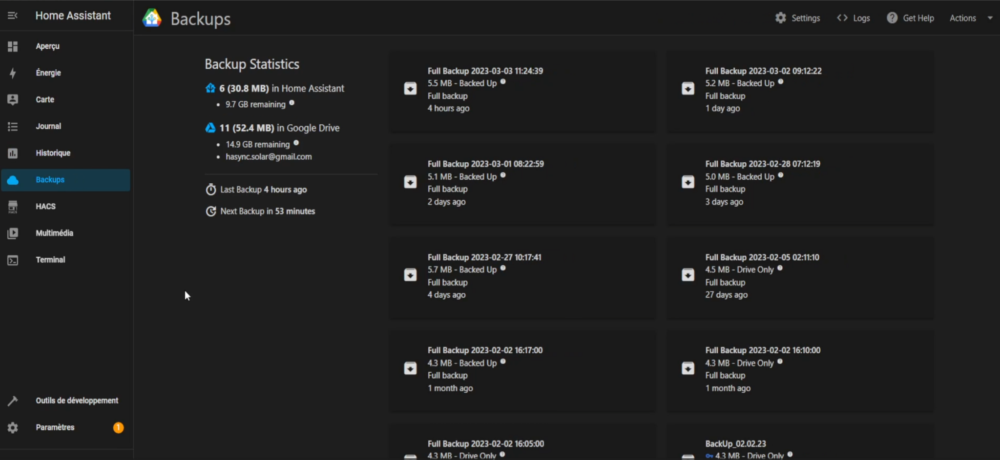 Home Assistant
Aperçu
Énergie
Carte
Journal
Historique
Backups
HACS
HACS
Multimédia
Terminal
Outils de développement
Paramètres
1
Backups
Settings
Logs
Get Help
Actions
Backup Statistics
6 (30.8 MB) in Home Assistant
• 9.7 GB remaining
11 (52.4 MB) in Google Drive
• 14.9 GB remaining
• hasync.solar@gmail.com
Last Backup 4 hours ago
Next Backup in 53 minutes
Full Backup 2023-03-03 11:24:39
5.5 MB - Backed Up
Full backup
4 hours ago
Full Backup 2023-03-02 09:12:22
5.2 MB - Backed Up
Full backup
1 day ago
Full Backup 2023-03-01 08:22:59
5.1 MB - Backed Up
Full backup
2 days ago
Full Backup 2023-02-28 07:12:19
5.0 MB - Backed Up
Full backup
3 days ago
Full Backup 2023-02-27 10:17:41
5.7 MB - Backed Up
Full backup
4 days ago
Full Backup 2023-02-05 02:11:10
4.5 MB - Drive Only
Full backup
27 days ago
Full Backup 2023-02-02 16:17:00
4.3 MB - Backed Up
Full backup
1 month ago
Full Backup 2023-02-02 16:10:00
4.3 MB - Drive Only
Full backup
1 month ago
Full Backup 2023-02-02 16:05:00
4.3 MB - Drive Only
BackUp_02.02.23
4.3 MB - Drive Only